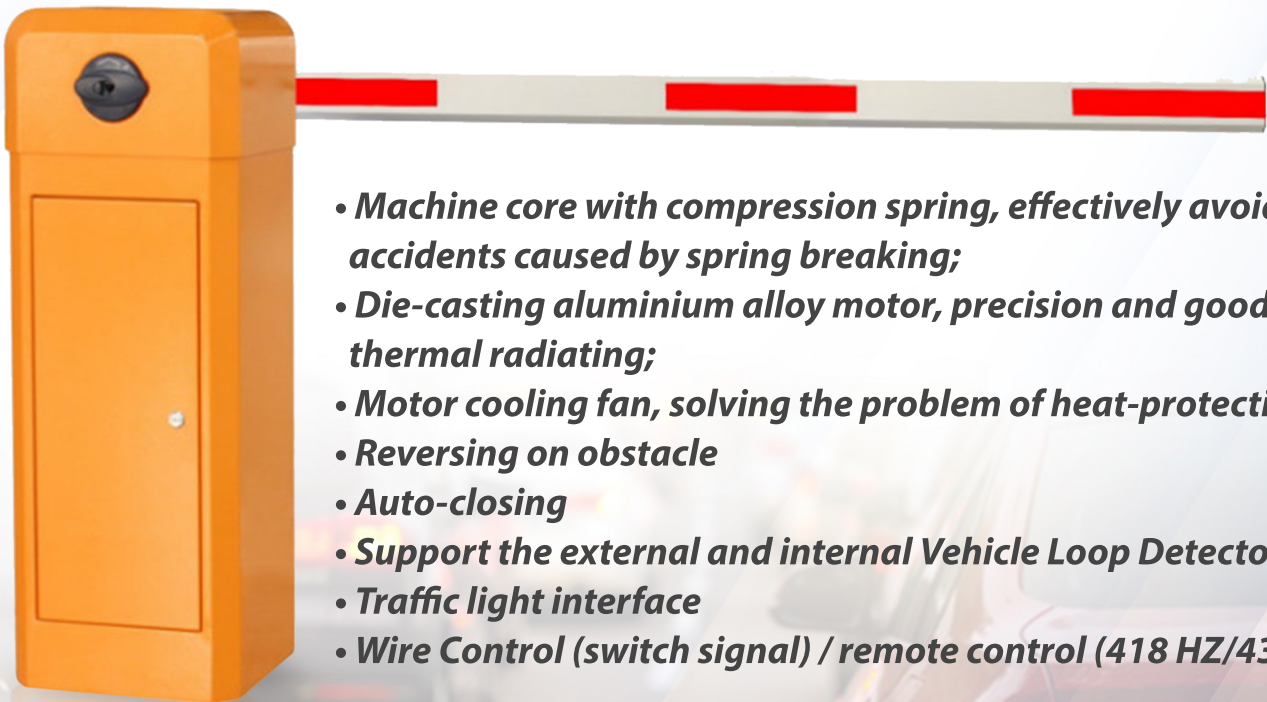 • Machine core with compression spring, effectively avoi
accidents caused by spring breaking;
• Die-casting aluminium alloy motor, precision and good
thermal radiating;
• Motor cooling fan, solving the problem of heat-protecti
• Reversing on obstacle
• Auto-closing
• Support the external and internal Vehicle Loop Detecto
• Traffic light interface
• Wire Control (switch signal) / remote control (418 HZ/43